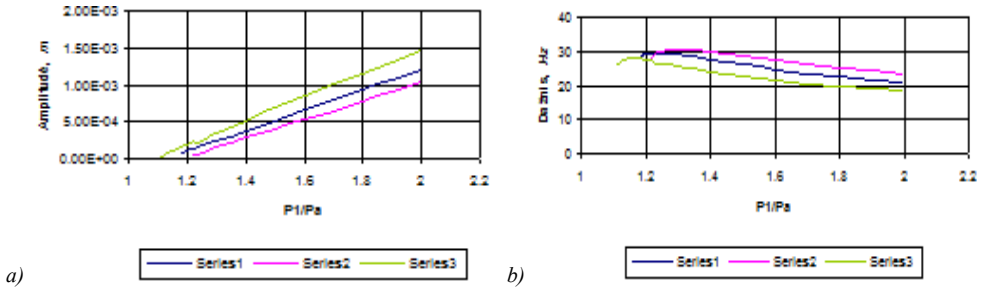 Amplitudė, m
2.00E-03
1.50E-03
1.00E-03
5.00E-04
0.00E+00
1 1.2 1.4 1.6 1.8 2 2.2
P1/Pa
Series1 Series2 Series3
a)
Dažnis, Hz
40
30
20
10
0
1 1.2 1.4 1.6 1.8 2 2.2
P1/Pa
Series1 Series2 Series3
b)